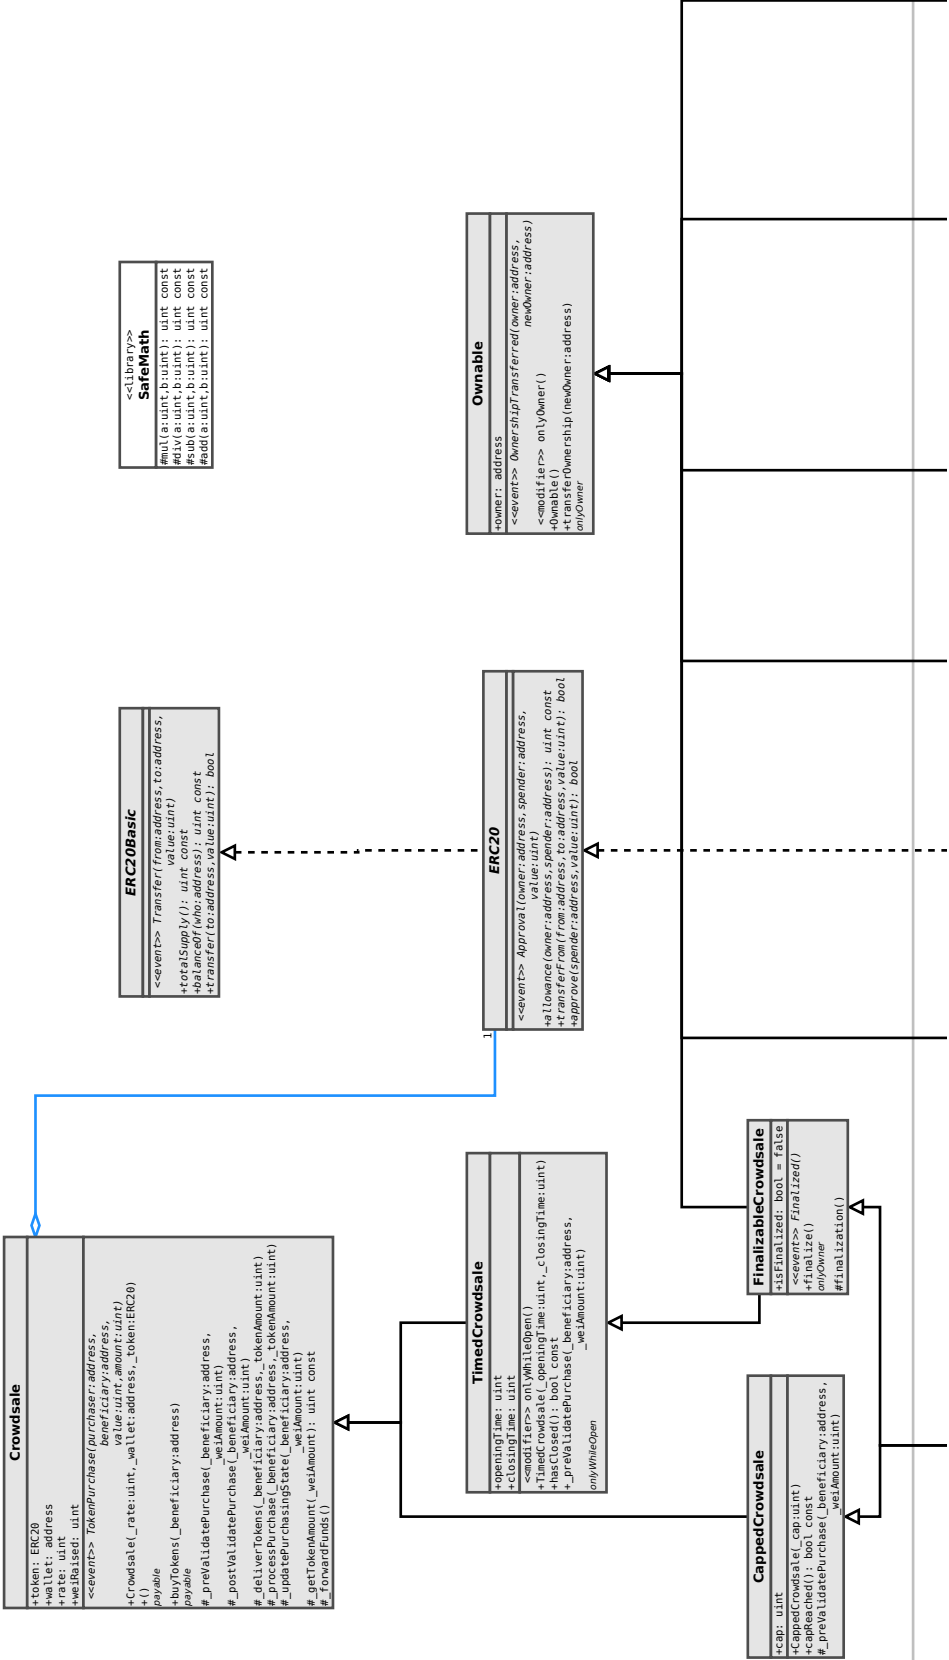 Crowdsale
+token: ERC20
+wallet: address
+rate: uint
+weiRaised: uint
<<event>> TokenPurchase(purchaser:address,
beneficiary:address,
value:uint,amount:uint)
+Crowdsale(_rate:uint,_wallet:address,_token:ERC20)
+()
payable
+buyTokens(_beneficiary:address)
payable
#_preValidatePurchase(_beneficiary:address,
_weiAmount:uint)
#_postValidatePurchase(_beneficiary:address,
_weiAmount:uint)
#_deliverTokens(_beneficiary:address,_tokenAmount:uint)
#_processPurchase(_beneficiary:address,_tokenAmount:uint)
#_updatePurchasingState(_beneficiary:address,
_weiAmount:uint)
#_getTokenAmount(_weiAmount): uint const
#_forwardFunds()
ERC20Basic
<<event>> Transfer(from:address,to:address,
value:uint)
+totalSupply(): uint const
+balanceOf(who:address): uint const
+transfer(to:address,value:uint): bool
<<library>>
SafeMath
#mul(a:uint,b:uint): uint const
#div(a:uint,b:uint): uint const
#sub(a:uint,b:uint): uint const
#add(a:uint,b:uint): uint const
TimedCrowdsale
+openingTime: uint
+closingTime: uint
<<modifier>> onlyWhileOpen()
+TimedCrowdsale(_openingTime:uint,_closingTime:uint)
+hasClosed(): bool const
+_preValidatePurchase(_beneficiary:address,
_weiAmount:uint)
onlyWhileOpen
1
ERC20
<<event>> Approval(owner:address,spender:address,
value:uint)
+allowance(owner:address,spender:address): uint const
+transferFrom(from:address,to:address,value:uint): bool
+approve(spender:address,value:uint): bool
Ownable
+owner: address
<<event>> OwnershipTransferred(owner:address,
newOwner:address)
<<modifier>> onlyOwner()
+Ownable()
+transferOwnership(newOwner:address)
onlyOwner
CappedCrowdsale
+cap: uint
+CappedCrowdsale(_cap:uint)
+capReached(): bool const
#_preValidatePurchase(_beneficiary:address,
_weiAmount:uint)
FinalizableCrowdsale
+isFinalized: bool = false
<<event>> Finalized()
+finalize()
onlyOwner
#finalization()